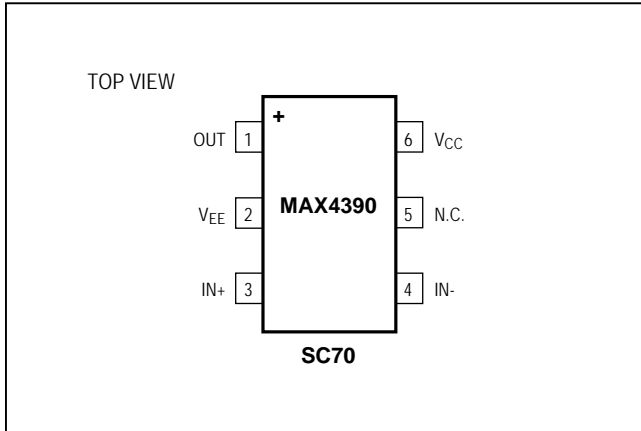 TOP VIEW
+
OUT 1 6 VCC
VEE 2 MAX4390 5 N.C.
IN+ 3 4 IN-
SC70